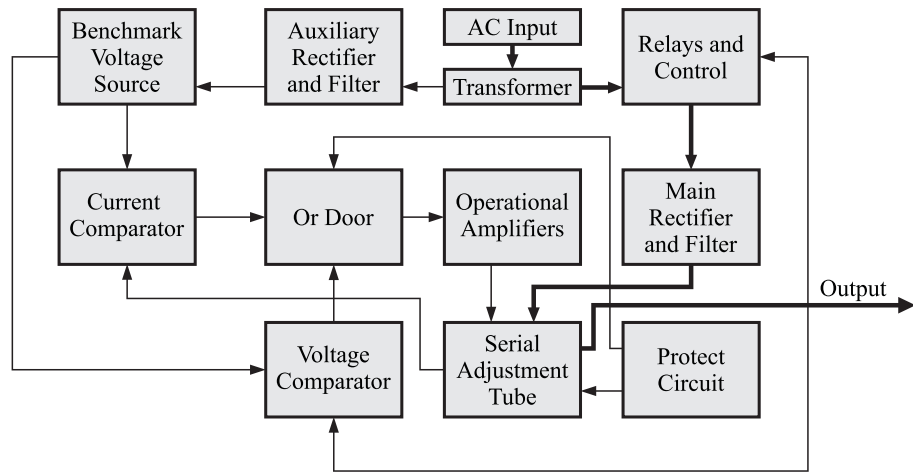 Benchmark
Voltage
Source
Auxiliary
Rectifier
and Filter
AC Input
Transformer
Relays and
Control
Current
Comparator
Or Door
Operational
Amplifiers
Main
Rectifier
and Filter
Output
Voltage
Comparator
Serial
Adjustment
Tube
Protect
Circuit